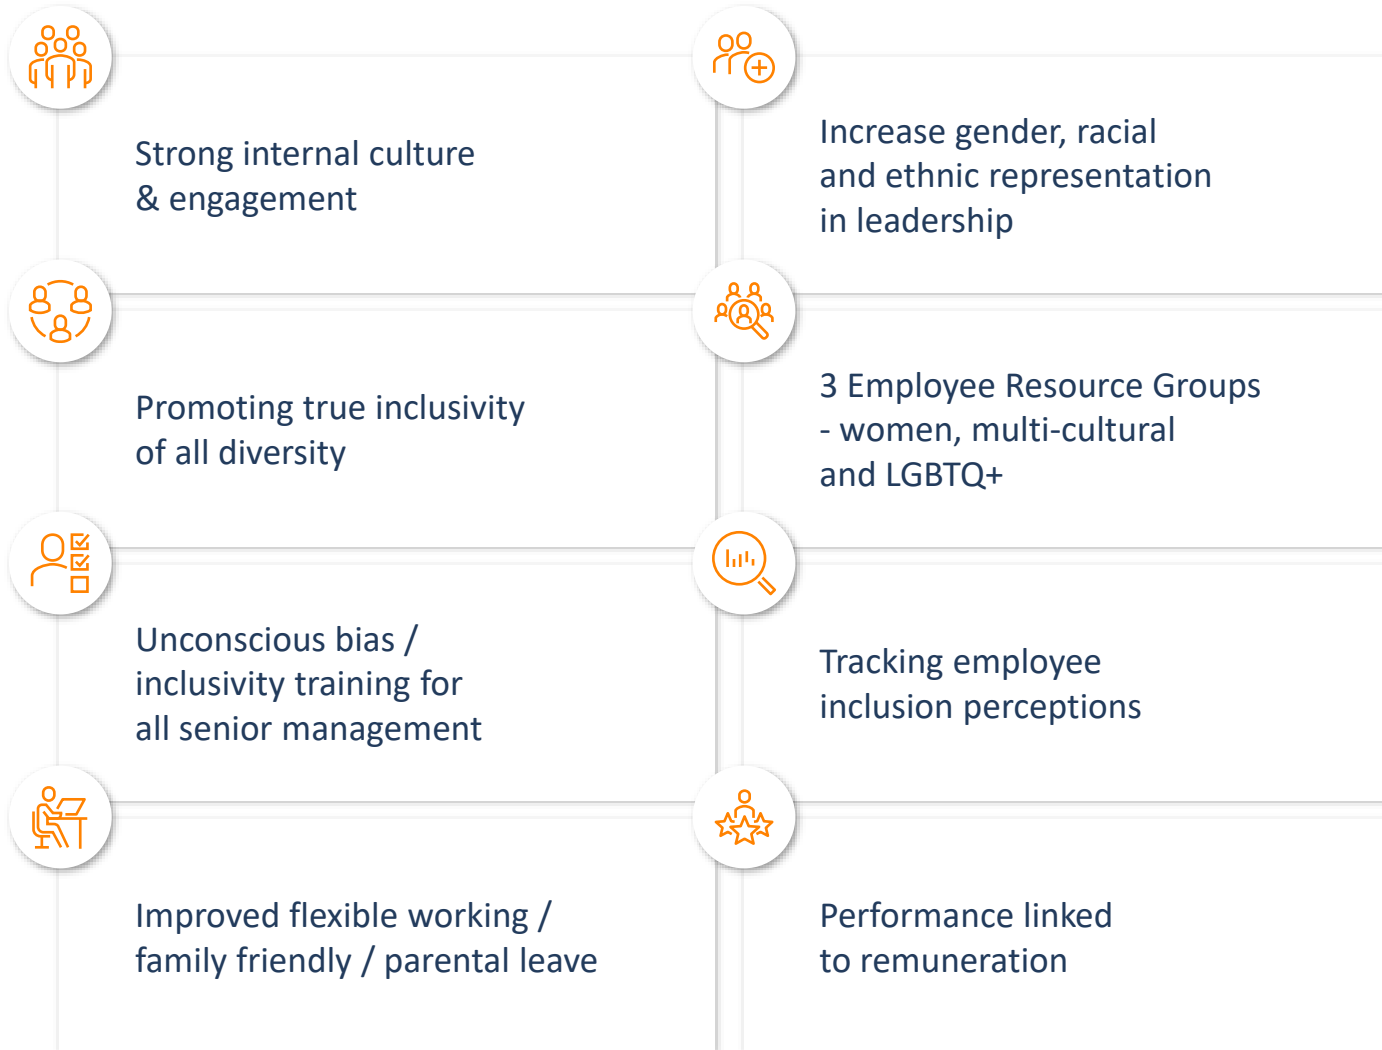 Strong internal culture
& engagement
Increase gender, racial
and ethnic representation
in leadership
Promoting true inclusivity
of all diversity
3 Employee Resource Groups
- women, multi-cultural
and LGBTQ+
Unconscious bias /
inclusivity training for
all senior management
Tracking employee
inclusion perceptions
Improved flexible working /
family friendly / parental leave
Performance linked
to remuneration